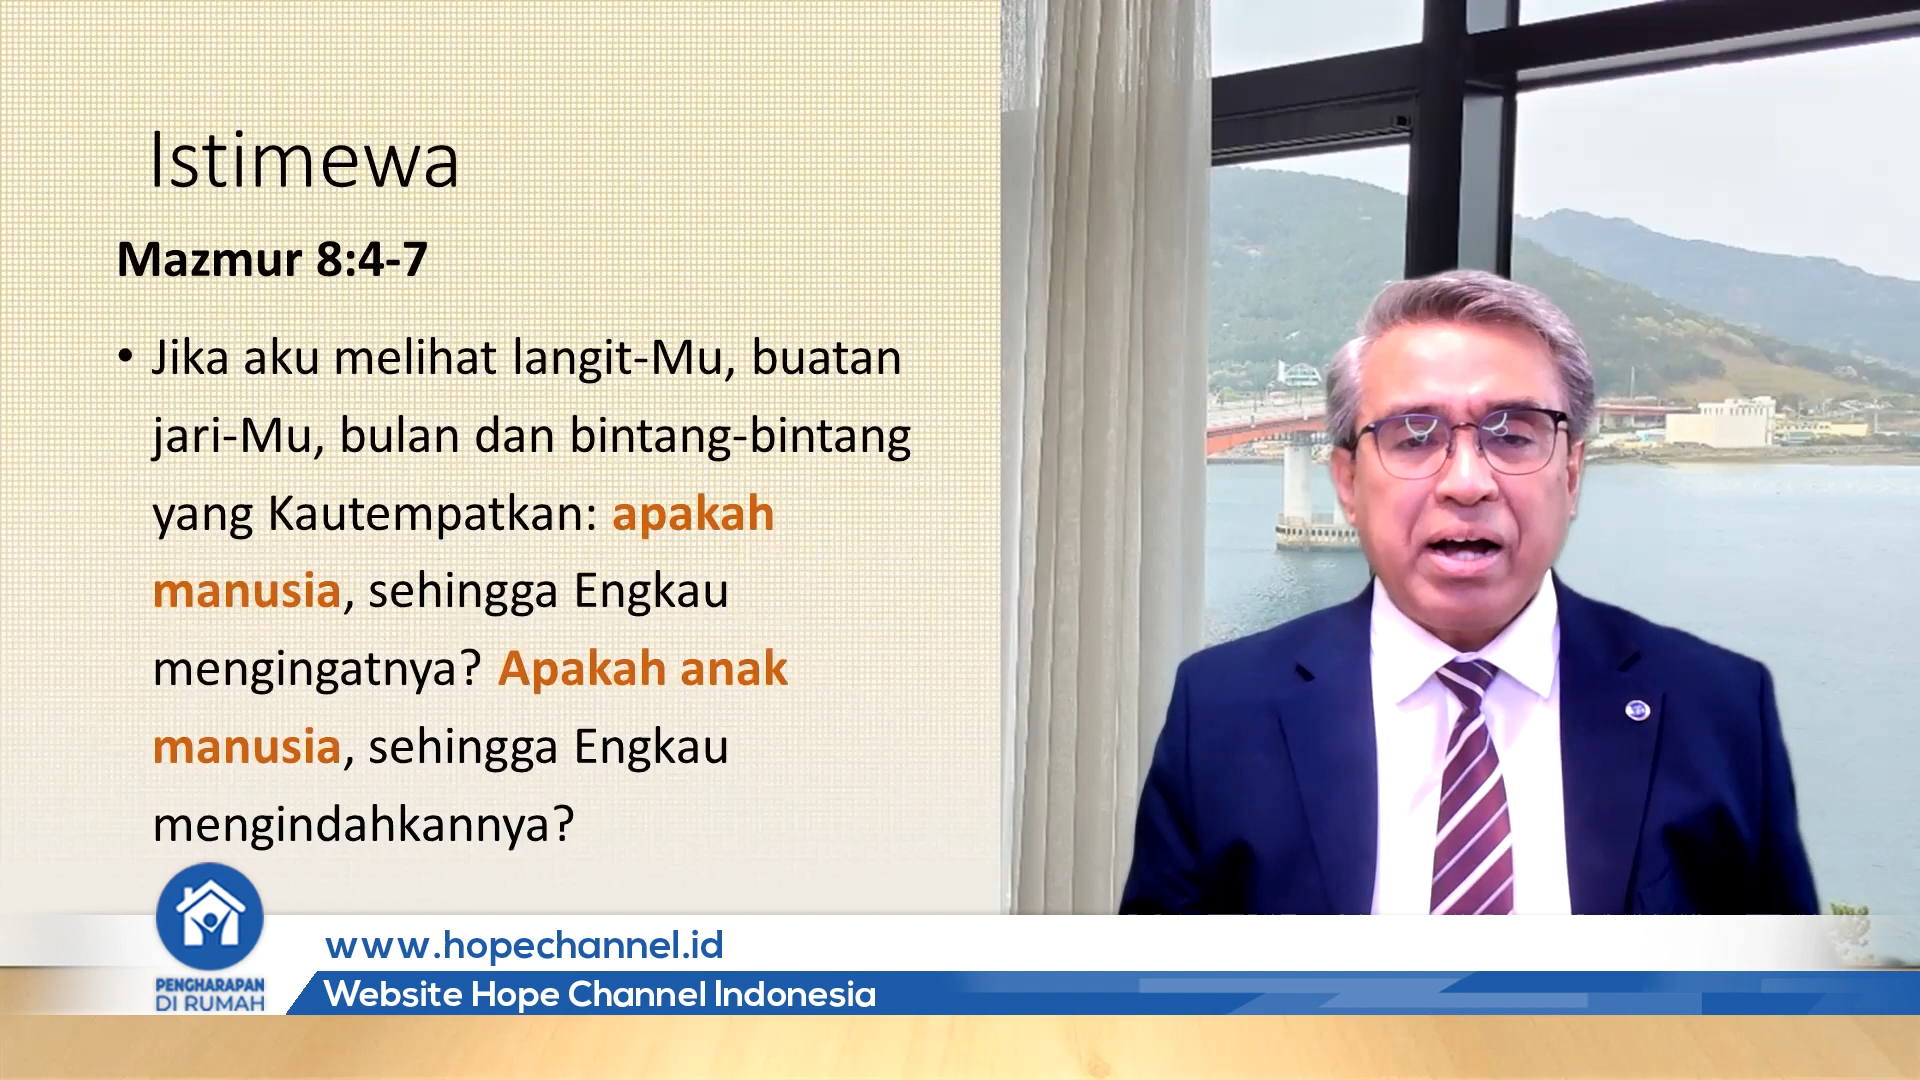 Istimewa
Mazmur 8:4-7
• Jika aku melihat langit-Mu, buatan
jari-Mu, bulan dan bintang-bintang
yang Kautempatkan: apakah
manusia, sehingga Engkau
mengingatnya? Apakah anak
manusia, sehingga Engkau
mengindahkannya?
PENGHARAPAN
DI RUMAH
www.hopechannel.id
Website Hope Channel Indonesia